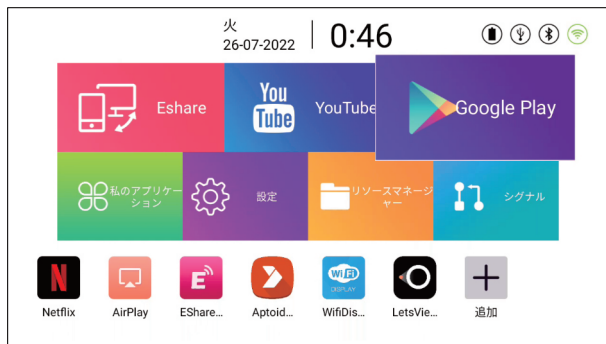 火
26-07-2022
0:46
Eshare
You
Tube
YouTube
Google Play
私のアプリケー
ション
設定
リソースマネージ
ャー
シグナル
N
E
WiFi
DISPLAY
Netflix
AirPlay
EShare...
Aptoid...
WifiDis...
LetsVie...
追加